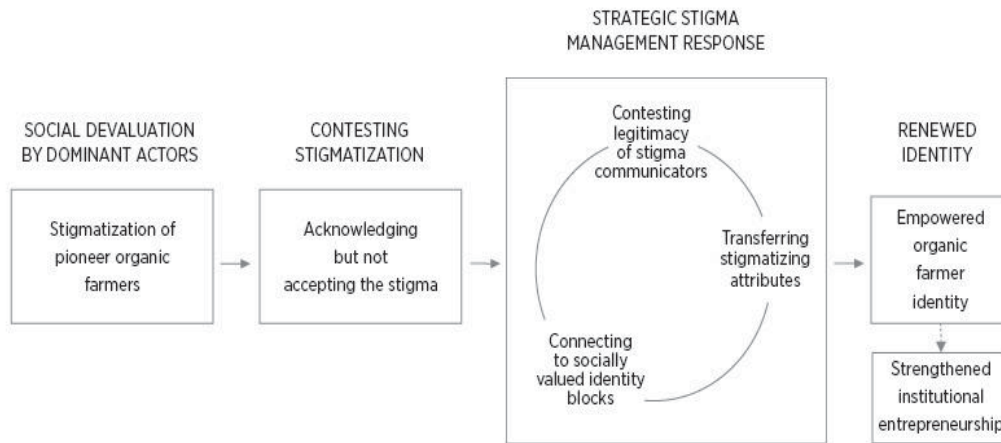 STRATEGIC STIGMA
MANAGEMENT RESPONSE
SOCIAL DEVALUATION
BY DOMINANT ACTORS
CONTESTING
STIGMATIZATION
RENEWED
IDENTITY
Stigmatization of
pioneer organic
farmers
Acknowledging
but not
accepting the stigma
Contesting
legitimacy
of stigma
communicators
Transferring
stigmatizing
attributes
Connecting
to socially
valued identity
blocks
Empowered
organic
farmer
identity
Strengthened
institutional
entrepreneurship